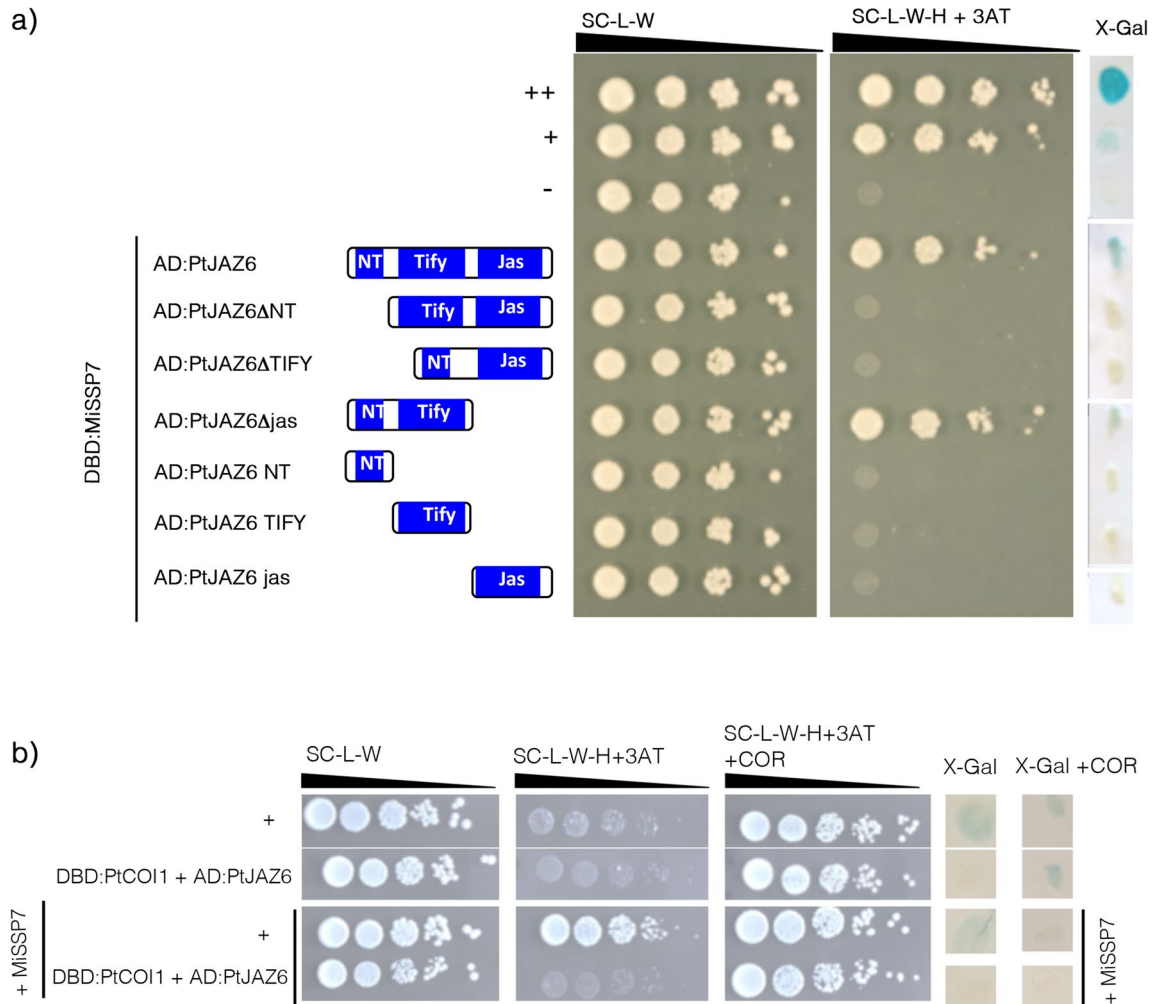 a)
SC-L-W
SC-L-W-H + 3AT
X-Gal
++
+
-
DBD:MiSSP7
AD:PtJAZ6
NT Tify Jas
AD:PtJAZ6ΔNT
Tify Jas
AD:PtJAZ6ΔTIFY
NT Jas
AD:PtJAZ6Δjas
NT Tify
AD:PtJAZ6 NT
NT
AD:PtJAZ6 TIFY
Tify
AD:PtJAZ6 jas
Jas
b)
SC-L-W
SC-L-W-H+3AT
SC-L-W-H+3AT
+COR
X-Gal
X-Gal +COR
+
DBD:PtCOI1 + AD:PtJAZ6
+ MiSSP7
+
DBD:PtCOI1 + AD:PtJAZ6
+ MiSSP7